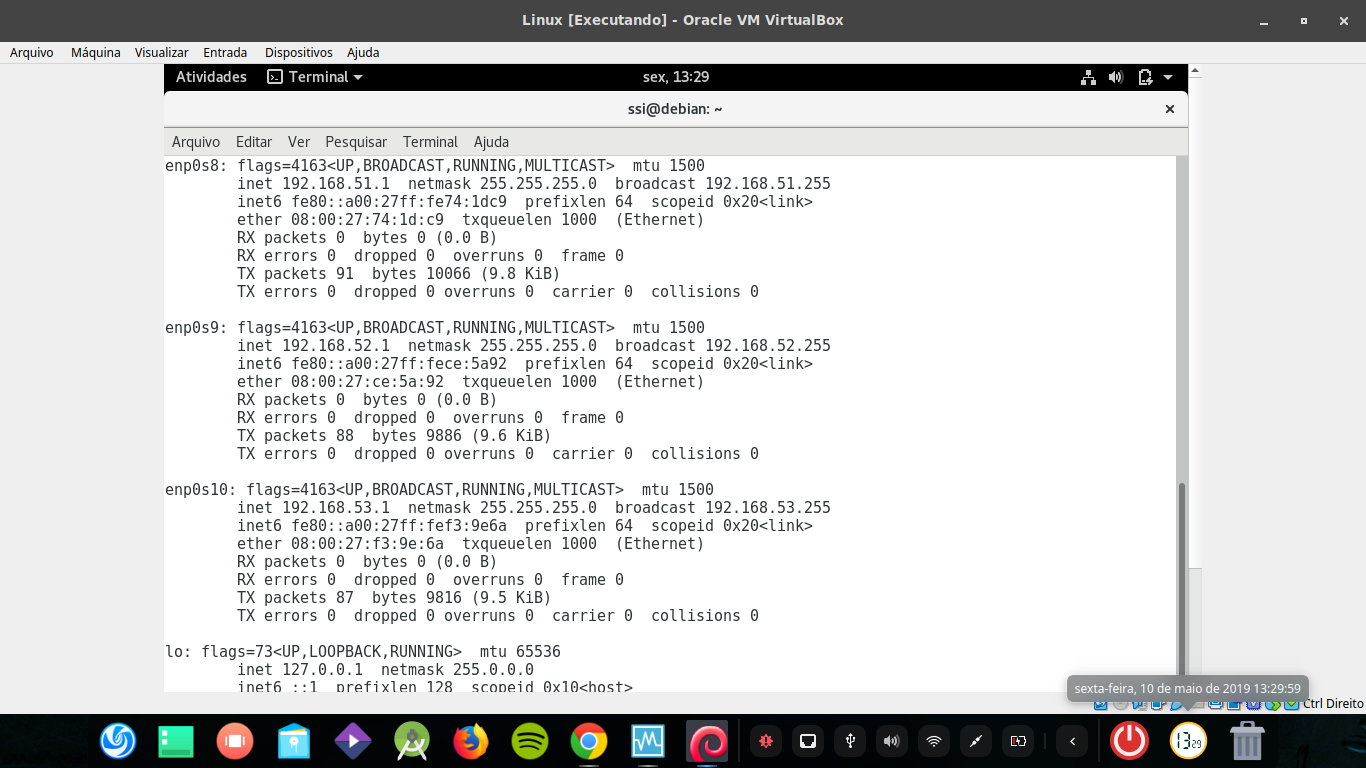 Linux [Executando] - Oracle VM VirtualBox
Arquivo Máquina Visualizar Entrada Dispositivos Ajuda
Atividades Terminal sex, 13:29
ssi@debian: ~
Arquivo Editar Ver Pesquisar Terminal Ajuda
enp0s8: flags=4163<UP,BROADCAST,RUNNING,MULTICAST>  mtu 1500
        inet 192.168.51.1  netmask 255.255.255.0  broadcast 192.168.51.255
        inet6 fe80::a00:27ff:fe74:1dc9  prefixlen 64  scopeid 0x20<link>
        ether 08:00:27:74:1d:c9  txqueuelen 1000  (Ethernet)
        RX packets 0  bytes 0 (0.0 B)
        RX errors 0  dropped 0  overruns 0  frame 0
        TX packets 91  bytes 10066 (9.8 KiB)
        TX errors 0  dropped 0 overruns 0  carrier 0  collisions 0
enp0s9: flags=4163<UP,BROADCAST,RUNNING,MULTICAST>  mtu 1500
        inet 192.168.52.1  netmask 255.255.255.0  broadcast 192.168.52.255
        inet6 fe80::a00:27ff:fece:5a92  prefixlen 64  scopeid 0x20<link>
        ether 08:00:27:ce:5a:92  txqueuelen 1000  (Ethernet)
        RX packets 0  bytes 0 (0.0 B)
        RX errors 0  dropped 0  overruns 0  frame 0
        TX packets 88  bytes 9886 (9.6 KiB)
        TX errors 0  dropped 0 overruns 0  carrier 0  collisions 0
enp0s10: flags=4163<UP,BROADCAST,RUNNING,MULTICAST>  mtu 1500
        inet 192.168.53.1  netmask 255.255.255.0  broadcast 192.168.53.255
        inet6 fe80::a00:27ff:fef3:9e6a  prefixlen 64  scopeid 0x20<link>
        ether 08:00:27:f3:9e:6a  txqueuelen 1000  (Ethernet)
        RX packets 0  bytes 0 (0.0 B)
        RX errors 0  dropped 0  overruns 0  frame 0
        TX packets 87  bytes 9816 (9.5 KiB)
        TX errors 0  dropped 0 overruns 0  carrier 0  collisions 0
lo: flags=73<UP,LOOPBACK,RUNNING>  mtu 65536
        inet 127.0.0.1  netmask 255.0.0.0
        inet6 ::1  prefixlen 128  scopeid 0x10<host>
sexta-feira, 10 de maio de 2019 13:29:59
Ctrl Direito
13 29